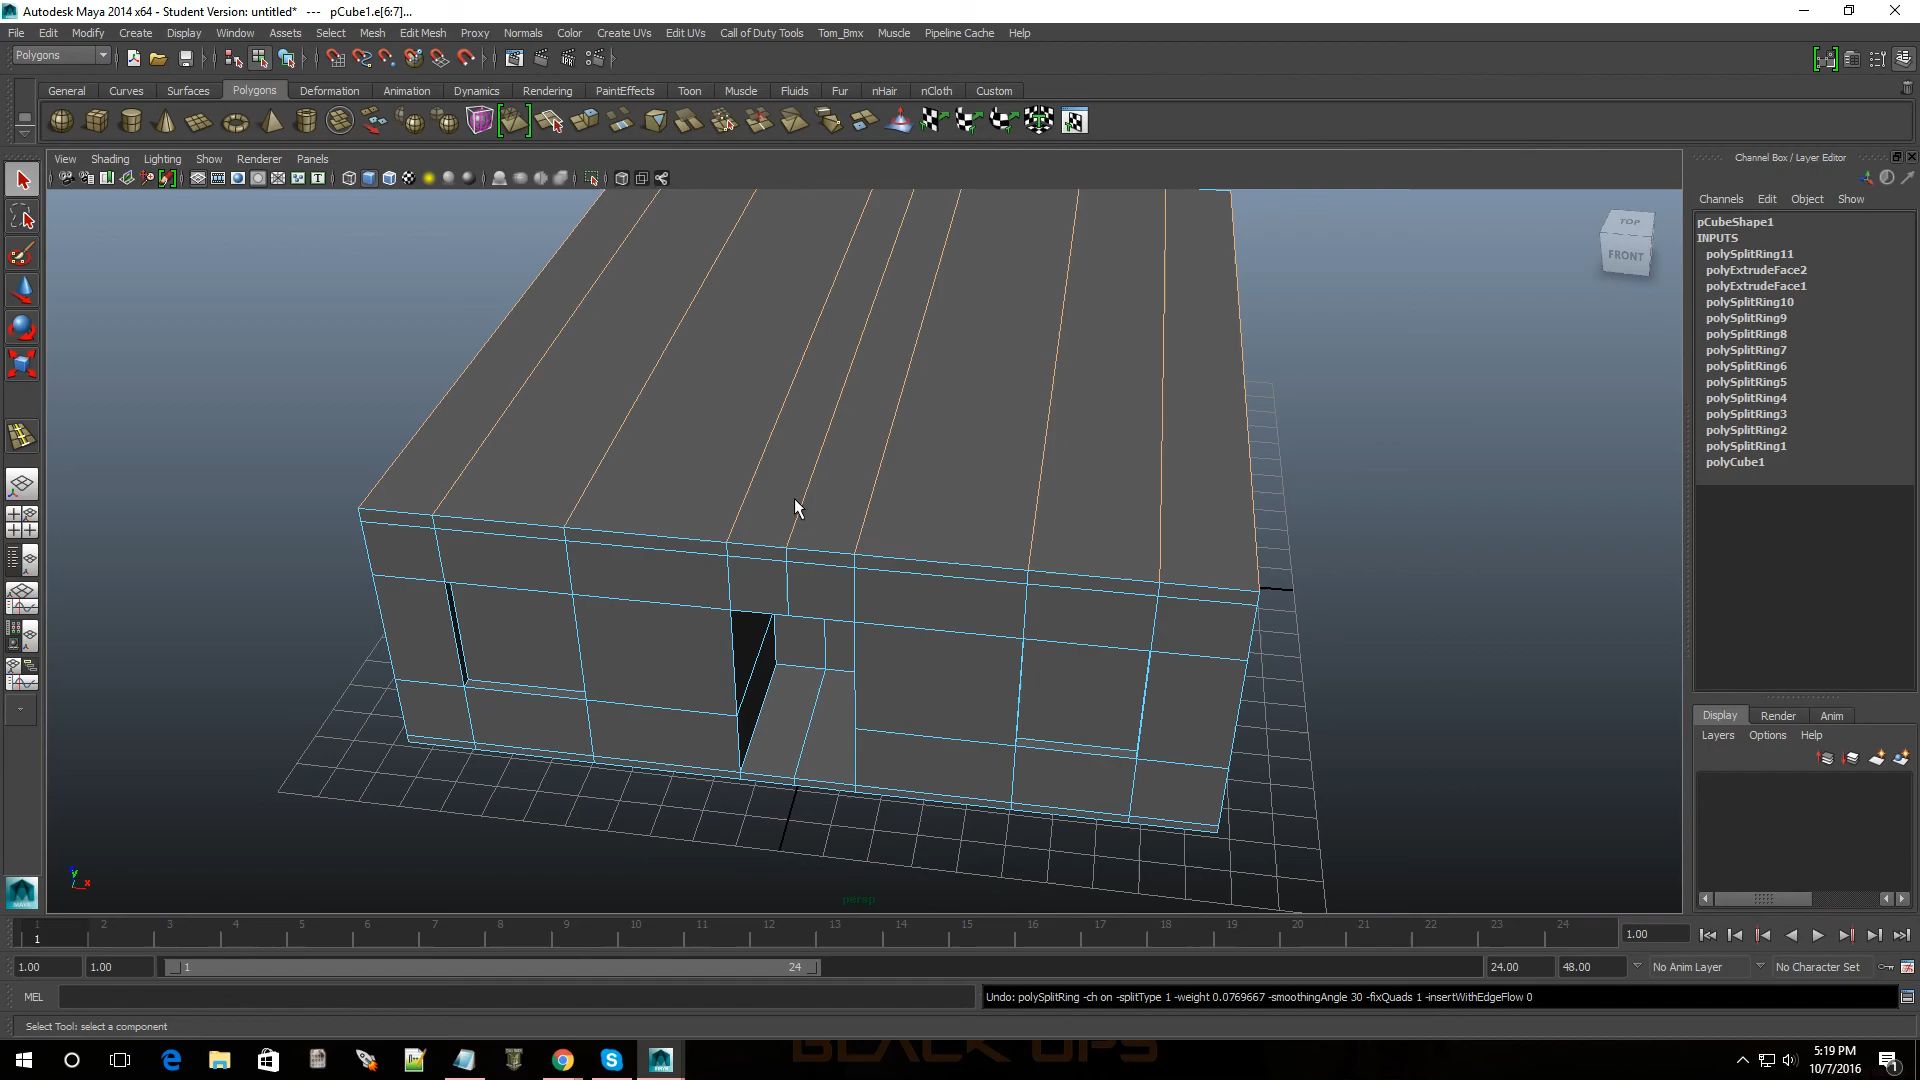 Autodesk Maya 2014 x64 - Student Version: untitled* --- pCube1.e[6:7]...
File Edit Modify Create Display Window Assets Select Mesh Edit Mesh Proxy Normals Color Create UVs Edit UVs Call of Duty Tools Tom_Bmx Muscle Pipeline Cache Help
Polygons
General Curves Surfaces Polygons Deformation Animation Dynamics Rendering PaintEffects Toon Muscle Fluids Fur nHair nCloth Custom
View Shading Lighting Show Renderer Panels
Channel Box / Layer Editor
Channels Edit Object Show
pCubeShape1
INPUTS
polySplitRing11
polyExtrudeFace2
polyExtrudeFace1
polySplitRing10
polySplitRing9
polySplitRing8
polySplitRing7
polySplitRing6
polySplitRing5
polySplitRing4
polySplitRing3
polySplitRing2
polySplitRing1
polyCube1
TOP
FRONT
Display Render Anim
Layers Options Help
persp
y
x
1 2 3 4 5 6 7 8 9 10 11 12 13 14 15 16 17 18 19 20 21 22 23 24
1
1.00
1.00 1.00 1 24 24.00 48.00 No Anim Layer No Character Set
MEL
Undo: polySplitRing -ch on -splitType 1 -weight 0.0769667 -smoothingAngle 30 -fixQuads 1 -insertWithEdgeFlow 0
Select Tool: select a component
BLACK OPS
5:19 PM
10/7/2016
1